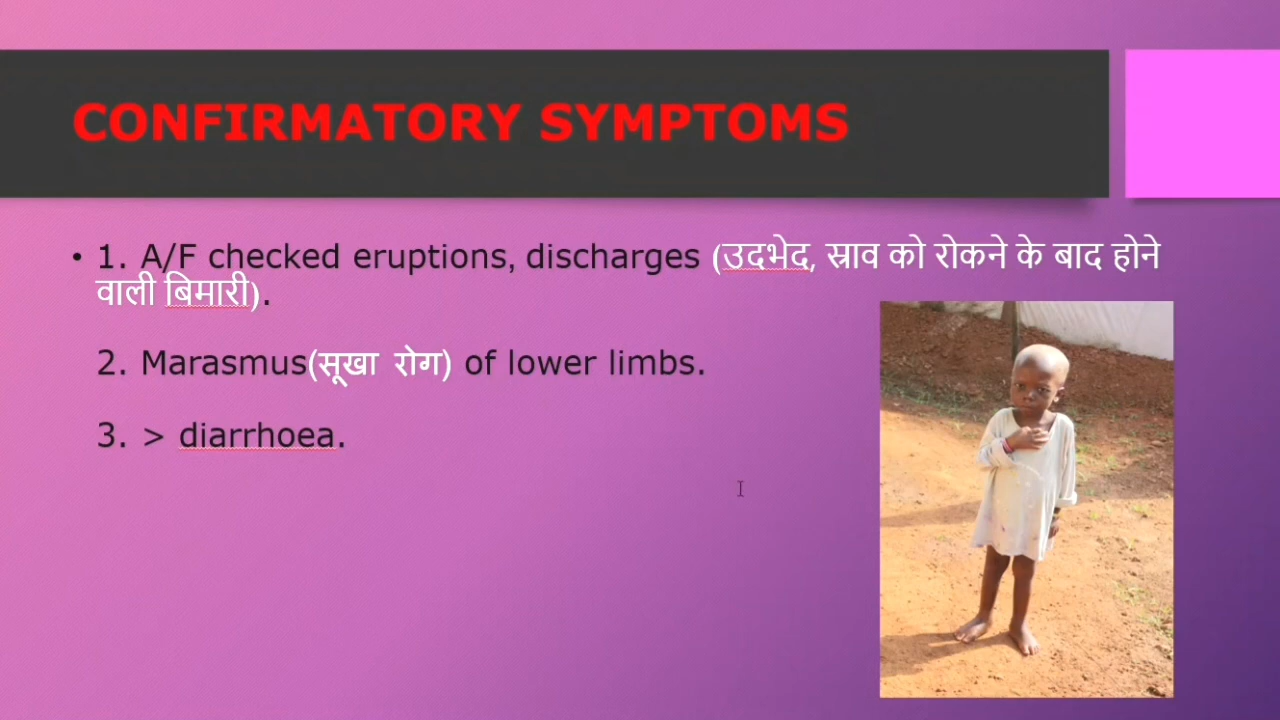 CONFIRMATORY SYMPTOMS
• 1. A/F checked eruptions, discharges (उदभेद, स्राव को रोकने के बाद होने
वाली बिमारी).
2. Marasmus(सूखा रोग) of lower limbs.
3. > diarrhoea.